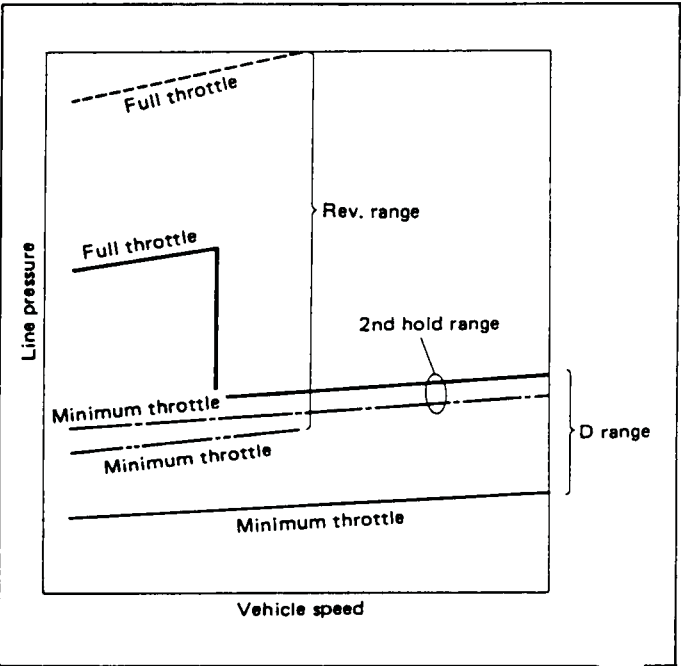 Full throttle
Rev. range
Full throttle
Line pressure
2nd hold range
Minimum throttle
D range
Minimum throttle
Minimum throttle
Vehicle speed